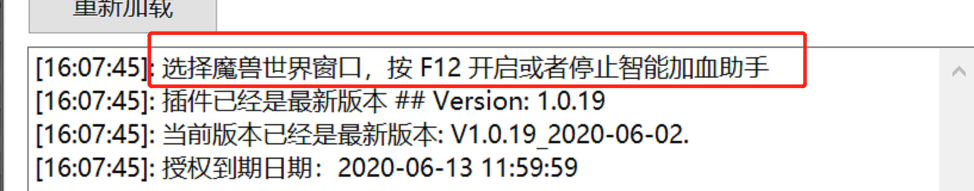 重新加载
[16:07:45]: 选择魔兽世界窗口，按 F12 开启或者停止智能加血助手
[16:07:45]: 插件已经是最新版本 ## Version: 1.0.19
[16:07:45]: 当前版本已经是最新版本: V1.0.19_2020-06-02.
[16:07:45]: 授权到期日期：2020-06-13 11:59:59